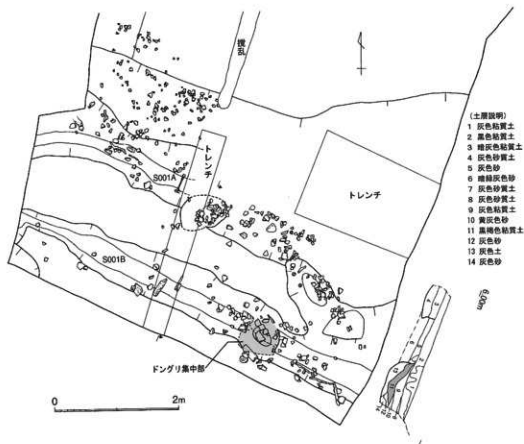 攪乱
(土層説明)
1 灰色粘質土
2 黒色粘質土
3 暗灰色粘質土
4 灰色砂質土
5 灰色砂
6 暗緑灰色砂
7 灰色砂質土
8 灰色砂質土
9 灰色粘質土
10 黄灰色砂
11 黒褐色粘質土
12 灰色砂
13 灰色土
14 灰色砂
トレンチ
トレンチ
S001A
S001B
6.00m
ドングリ集中部
0 2m